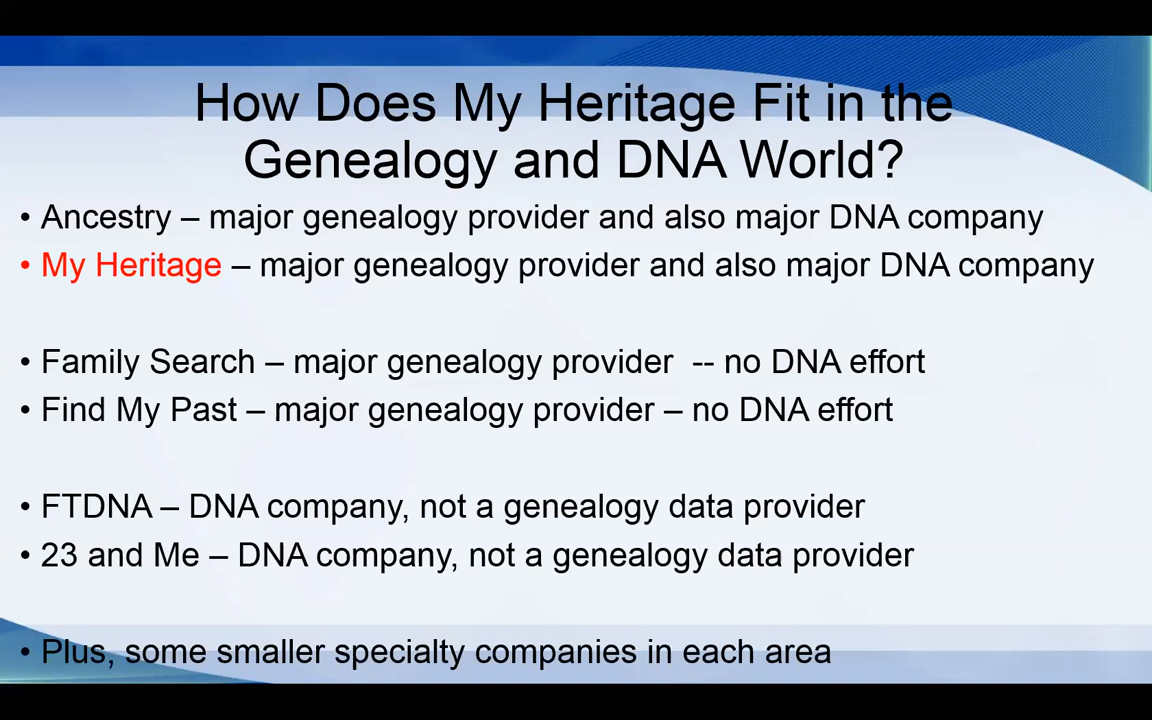 How Does My Heritage Fit in the
Genealogy and DNA World?
• Ancestry – major genealogy provider and also major DNA company
• My Heritage – major genealogy provider and also major DNA company
• Family Search – major genealogy provider -- no DNA effort
• Find My Past – major genealogy provider – no DNA effort
• FTDNA – DNA company, not a genealogy data provider
• 23 and Me – DNA company, not a genealogy data provider
• Plus, some smaller specialty companies in each area